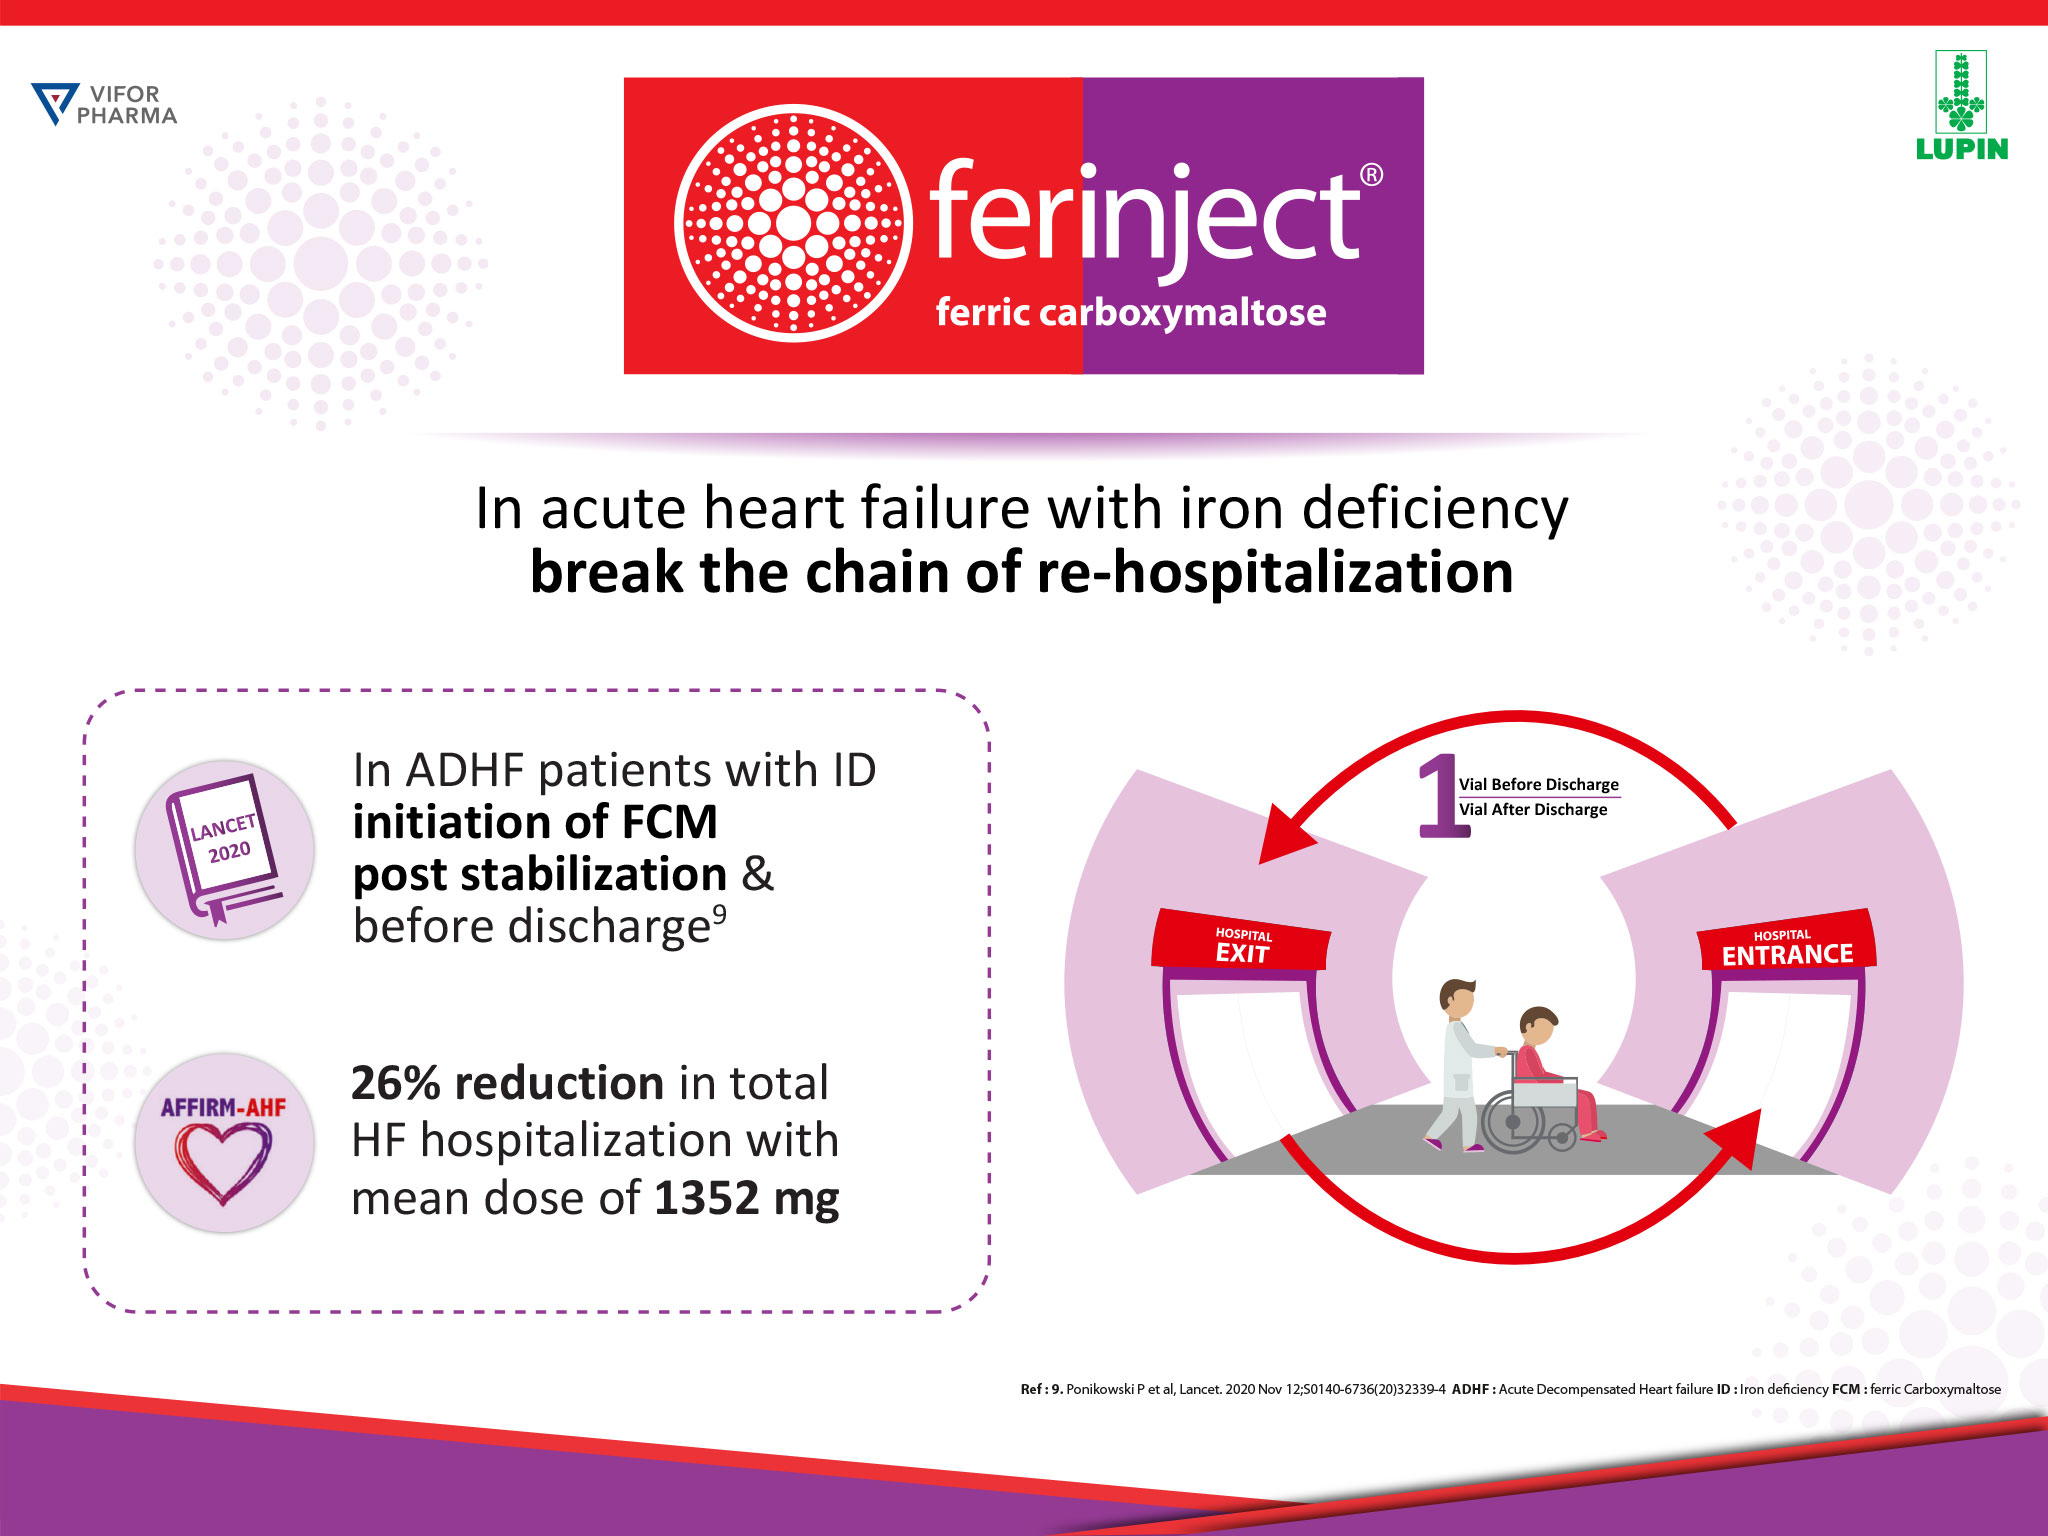 VIFOR
PHARMA
LUPIN
ferinject®
ferric carboxymaltose
In acute heart failure with iron deficiency
break the chain of re-hospitalization
LANCET
2020
In ADHF patients with ID
initiation of FCM
post stabilization &
before discharge⁹
AFFIRM-AHF
26% reduction in total
HF hospitalization with
mean dose of 1352 mg
1
Vial Before Discharge
Vial After Discharge
HOSPITAL
EXIT
HOSPITAL
ENTRANCE
Ref : 9. Ponikowski P et al, Lancet. 2020 Nov 12;S0140-6736(20)32339-4 ADHF : Acute Decompensated Heart failure ID : Iron deficiency FCM : ferric Carboxymaltose